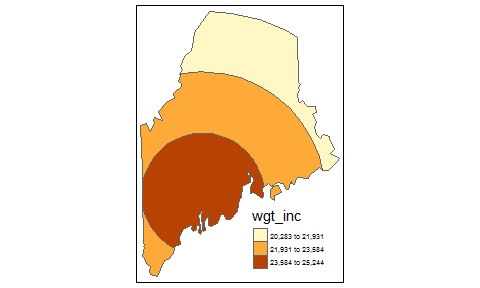 wgt_inc
20,283 to 21,931
21,931 to 23,584
23,584 to 25,244